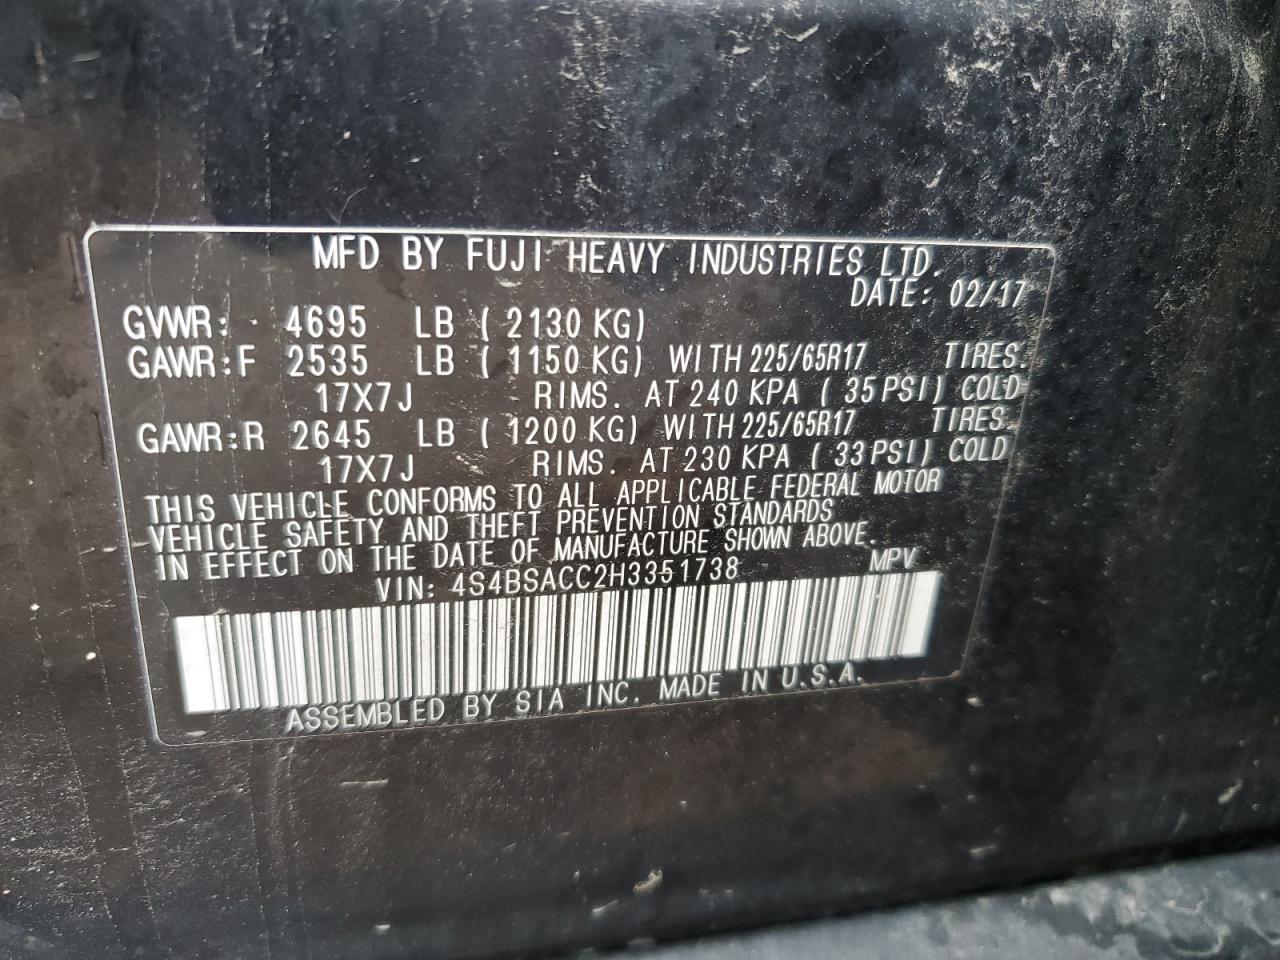 MFD BY FUJI HEAVY INDUSTRIES LTD.
DATE: 02/17
GVWR: 4695 LB ( 2130 KG)
GAWR:F 2535 LB ( 1150 KG) WITH 225/65R17 TIRES.
17X7J RIMS. AT 240 KPA ( 35 PSI) COLD
GAWR:R 2645 LB ( 1200 KG) WITH 225/65R17 TIRES.
17X7J RIMS. AT 230 KPA ( 33 PSI) COLD
THIS VEHICLE CONFORMS TO ALL APPLICABLE FEDERAL MOTOR
VEHICLE SAFETY AND THEFT PREVENTION STANDARDS
IN EFFECT ON THE DATE OF MANUFACTURE SHOWN ABOVE.
VIN: 4S4BSACC2H3351738 MPV
ASSEMBLED BY SIA INC. MADE IN U.S.A.